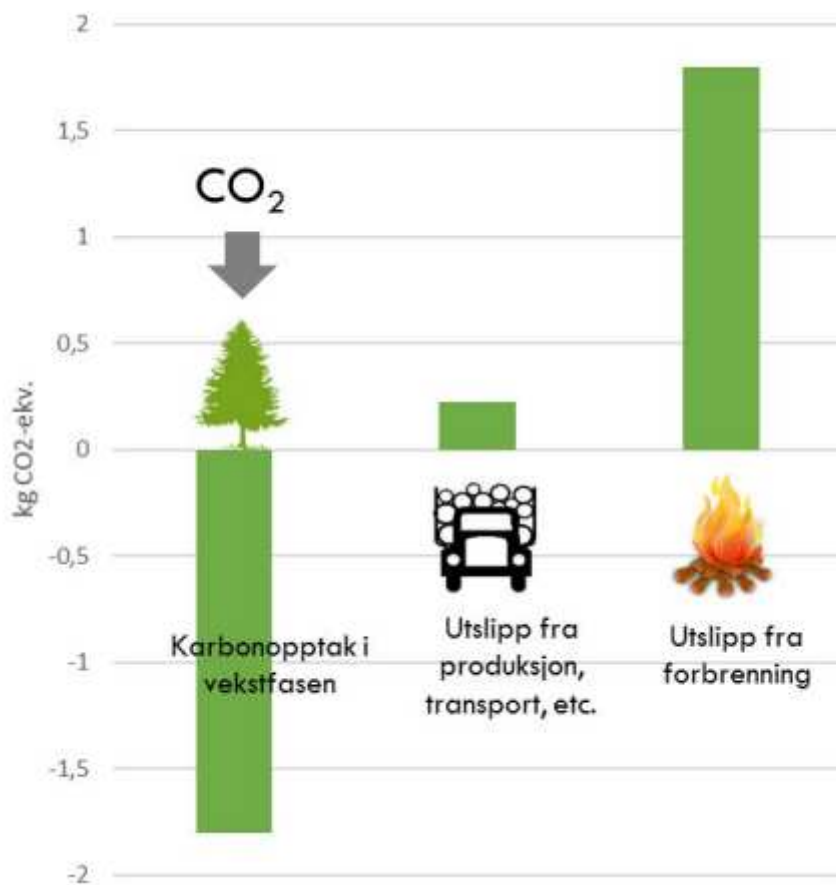 2
1,5
CO2
1
0,5
kg CO2-ekv.
0
-0,5
Karbonopptak i
vekstfasen
Utslipp fra
produksjon,
transport, etc.
Utslipp fra
forbrenning
-1
-1,5
-2